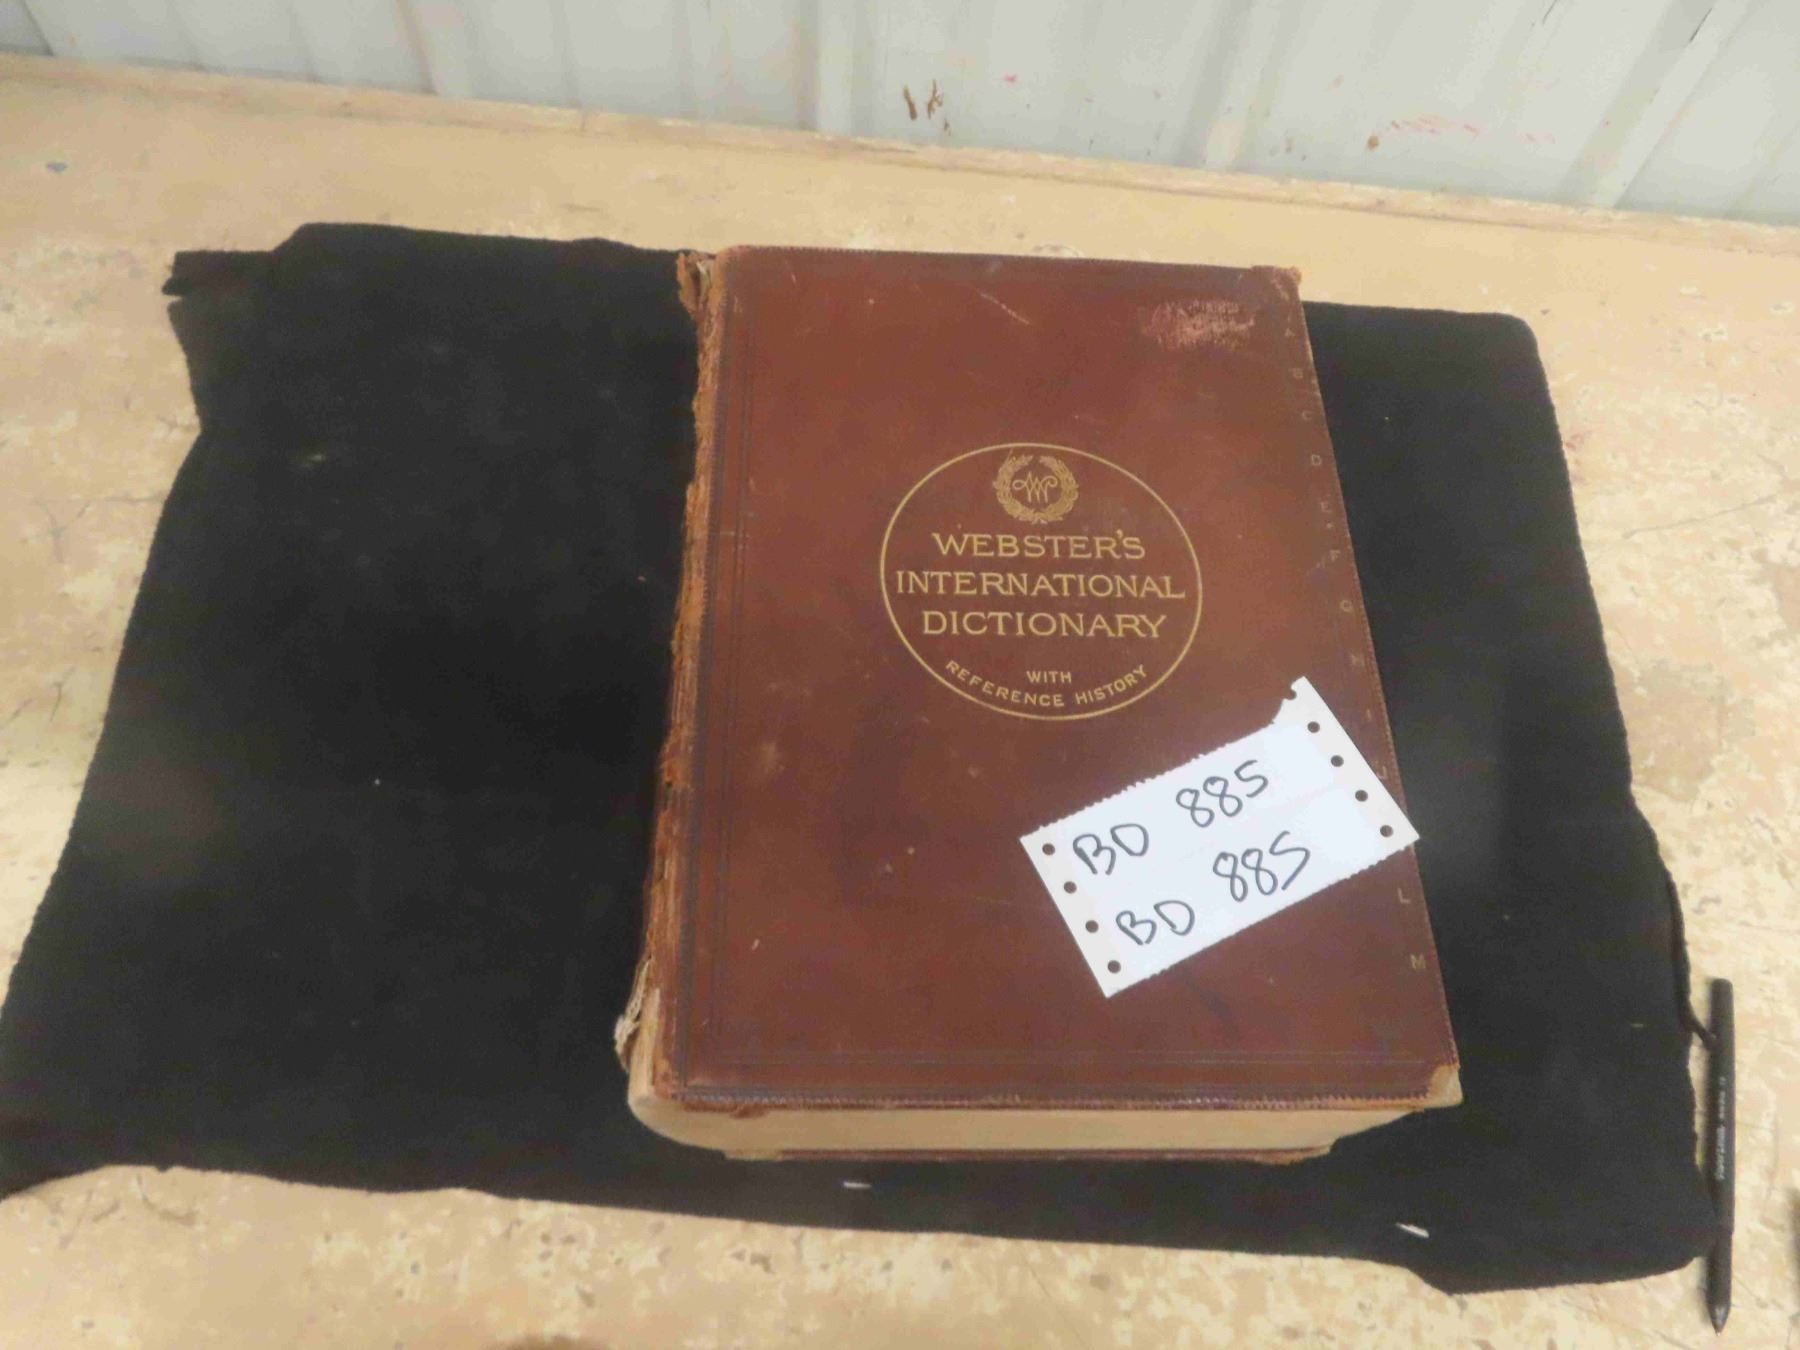 WEBSTER'S
INTERNATIONAL
DICTIONARY
WITH
REFERENCE HISTORY
BD 885
BD 885
A
B
C
D
E
F
G
H
I
J
L
M